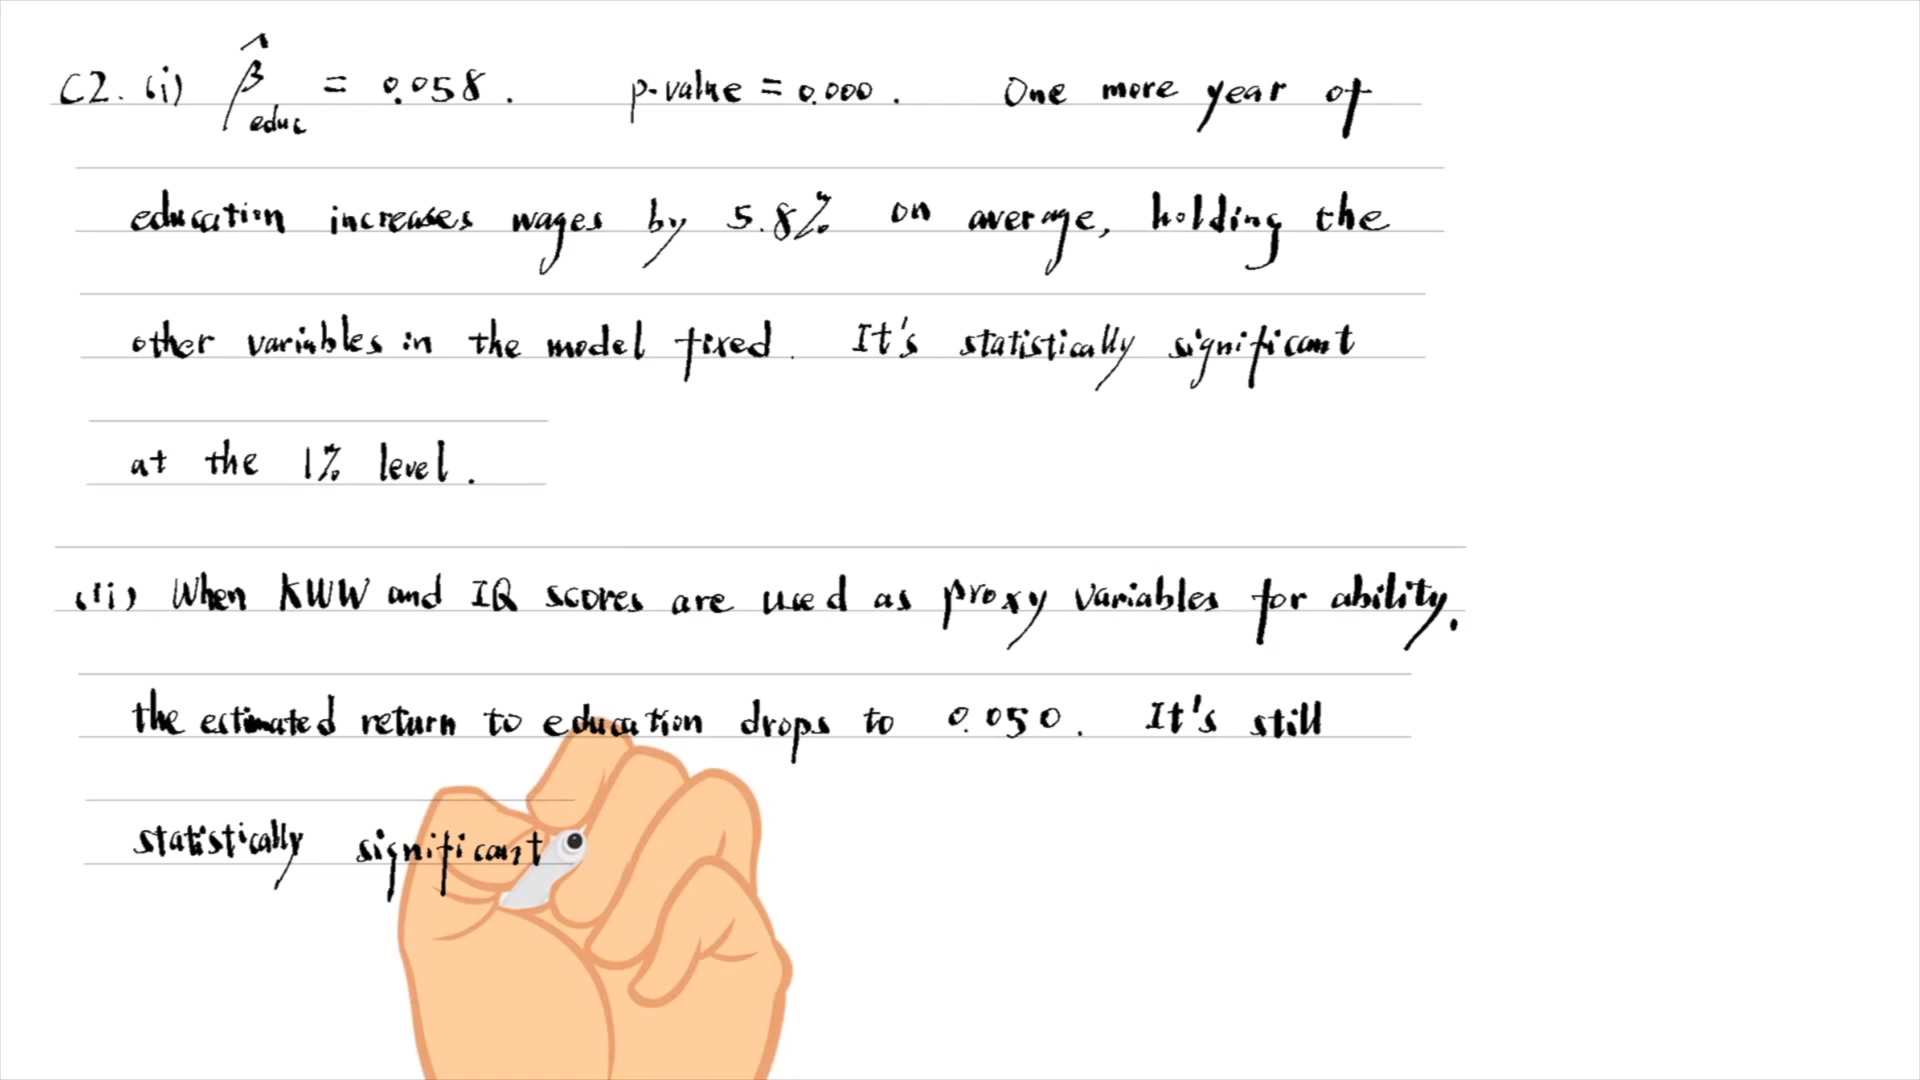 C2. (i) β̂educ = 0.058. p-value = 0.000. One more year of
education increases wages by 5.8% on average, holding the
other variables in the model fixed. It's statistically significant
at the 1% level.
(ii) When KWW and IQ scores are used as proxy variables for ability,
the estimated return to education drops to 0.050. It's still
statistically significant